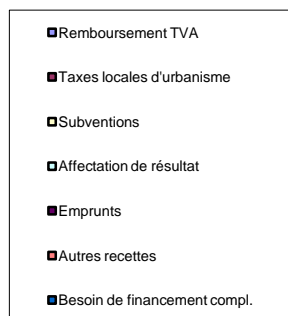 Remboursement TVA
Taxes locales d'urbanisme
Subventions
Affectation de résultat
Emprunts
Autres recettes
Besoin de financement compl.